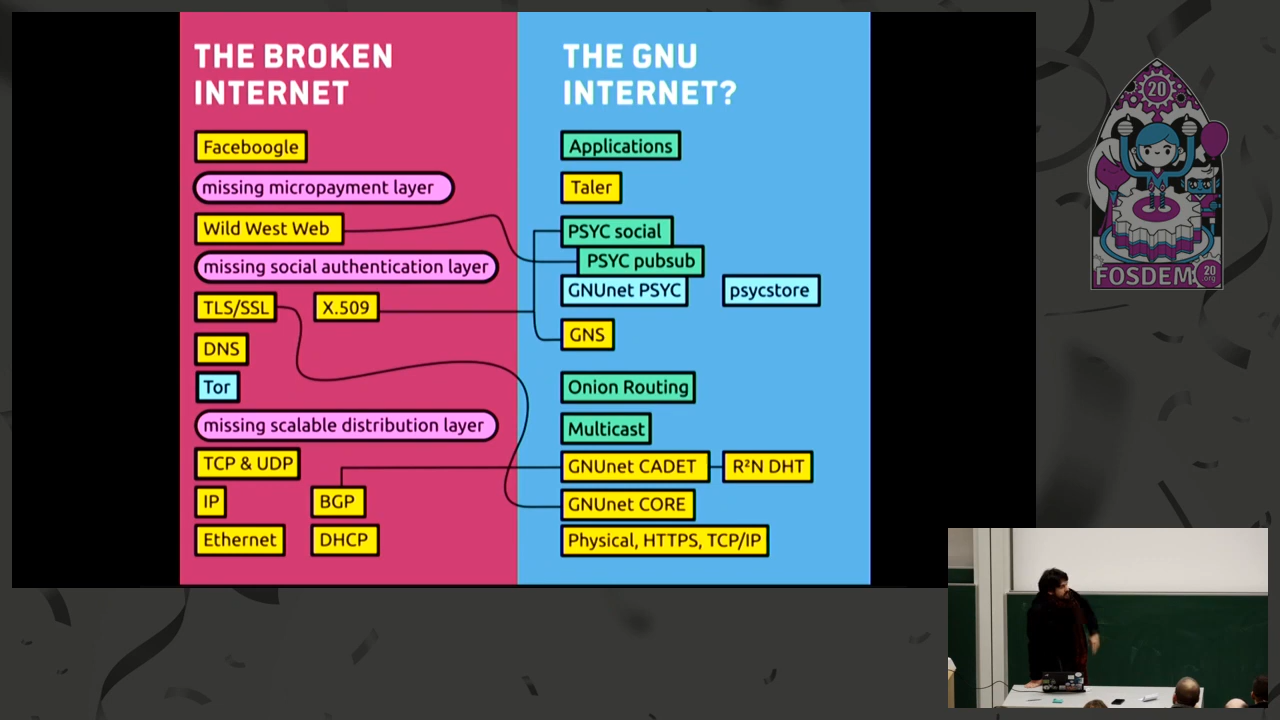 THE BROKEN
INTERNET
Faceboogle
missing micropayment layer
Wild West Web
missing social authentication layer
TLS/SSL
X.509
DNS
Tor
missing scalable distribution layer
TCP & UDP
IP
BGP
Ethernet
DHCP
THE GNU
INTERNET?
Applications
Taler
PSYC social
PSYC pubsub
GNUnet PSYC
psycstore
GNS
Onion Routing
Multicast
GNUnet CADET
R²N DHT
GNUnet CORE
Physical, HTTPS, TCP/IP
20
FOSDEM
20
.org